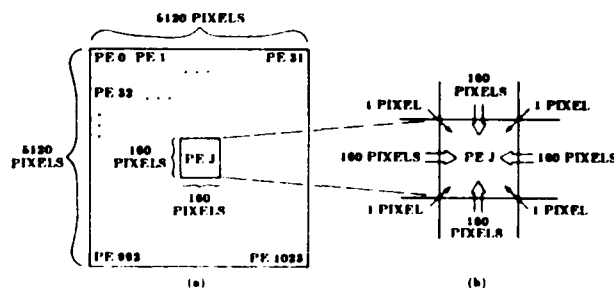 5120 PIXELS
PE 0 PE 1 PE 31
. . .
PE 32 . . .
5120
PIXELS
160
PIXELS
PE J
160
PIXELS
PE 992 PE 1023
(a)
160
PIXELS
1 PIXEL 1 PIXEL
160 PIXELS PE J 160 PIXELS
1 PIXEL 1 PIXEL
160
PIXELS
(b)